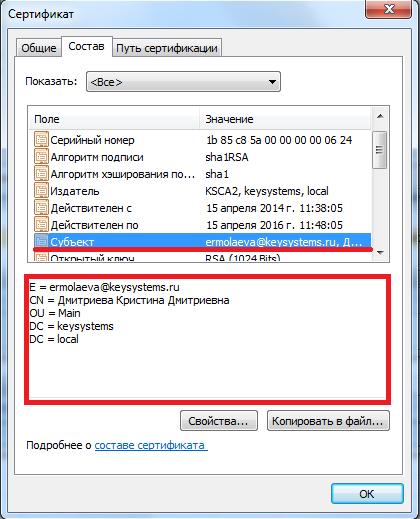 Сертификат
Общие Состав Путь сертификации
Показать: <Все>
Поле Значение
Серийный номер 1b 85 c8 5a 00 00 00 00 06 24
Алгоритм подписи sha1RSA
Алгоритм хэширования по... sha1
Издатель KSCA2, keysystems, local
Действителен с 15 апреля 2014 г. 11:38:05
Действителен по 15 апреля 2016 г. 11:48:05
Субъект ermolaeva@keysystems.ru, Д...
Открытый ключ RSA (1024 Bits)
E = ermolaeva@keysystems.ru
CN = Дмитриева Кристина Дмитриевна
OU = Main
DC = keysystems
DC = local
Свойства... Копировать в файл...
Подробнее о составе сертификата
ОК